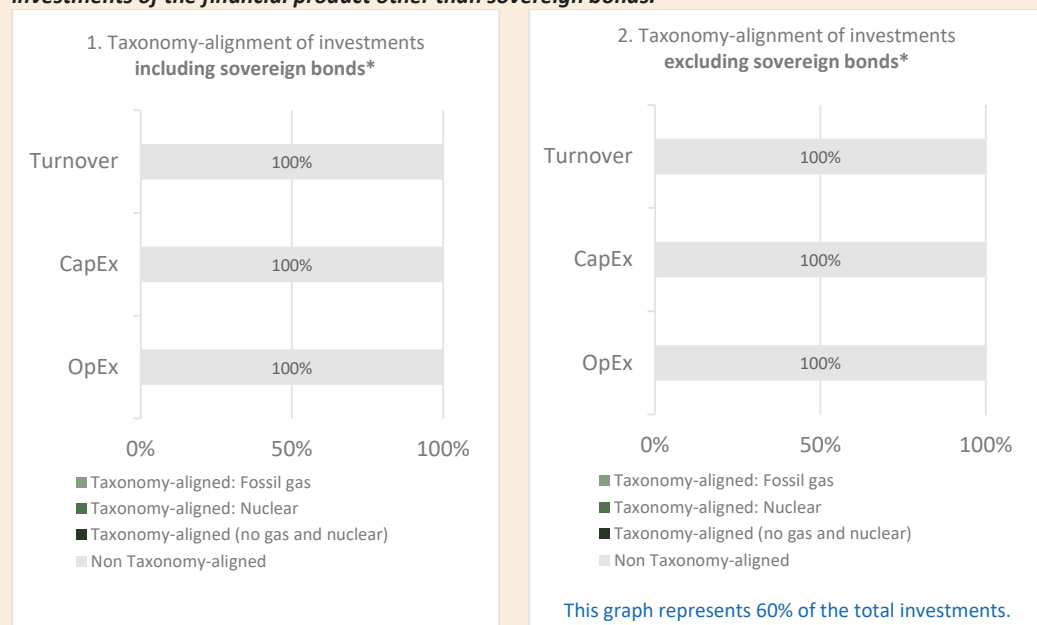 investments of the financial product other than sovereign bonds.
1. Taxonomy-alignment of investments
including sovereign bonds*
Turnover
100%
CapEx
100%
OpEx
100%
0% 50% 100%
Taxonomy-aligned: Fossil gas
Taxonomy-aligned: Nuclear
Taxonomy-aligned (no gas and nuclear)
Non Taxonomy-aligned
2. Taxonomy-alignment of investments
excluding sovereign bonds*
Turnover
100%
CapEx
100%
OpEx
100%
0% 50% 100%
Taxonomy-aligned: Fossil gas
Taxonomy-aligned: Nuclear
Taxonomy-aligned (no gas and nuclear)
Non Taxonomy-aligned
This graph represents 60% of the total investments.